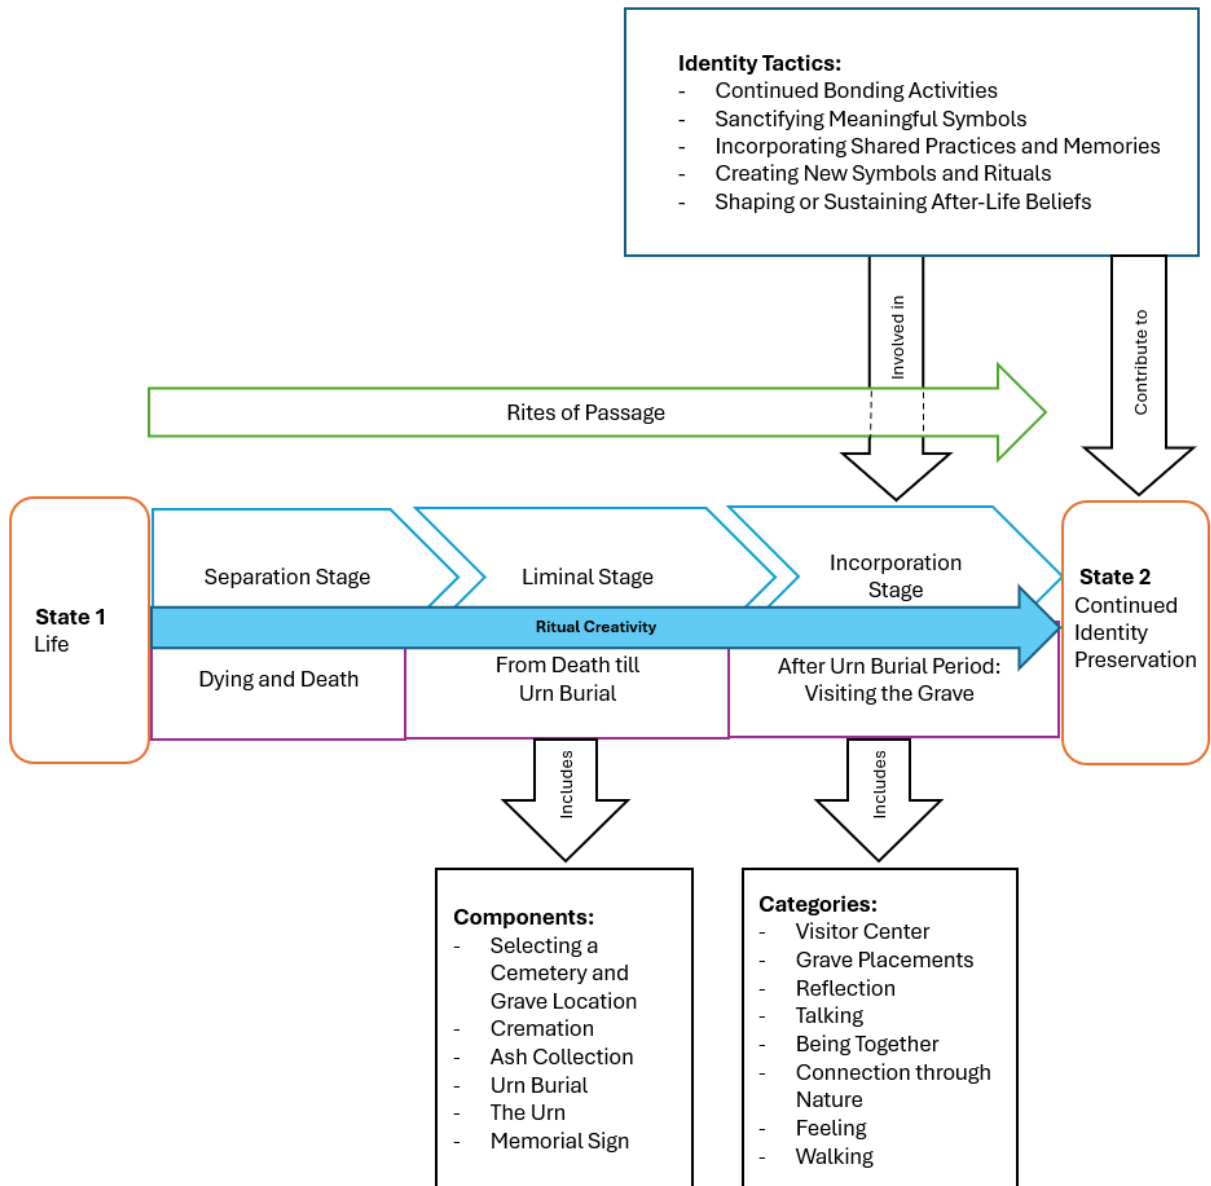 Identity Tactics:
- Continued Bonding Activities
- Sanctifying Meaningful Symbols
- Incorporating Shared Practices and Memories
- Creating New Symbols and Rituals
- Shaping or Sustaining After-Life Beliefs
Involved in
Contribute to
Rites of Passage
State 1
Life
Separation Stage
Liminal Stage
Incorporation
Stage
Ritual Creativity
Dying and Death
From Death till
Urn Burial
After Urn Burial Period:
Visiting the Grave
State 2
Continued
Identity
Preservation
Includes
Includes
Components:
- Selecting a
Cemetery and
Grave Location
- Cremation
- Ash Collection
- Urn Burial
- The Urn
- Memorial Sign
Categories:
- Visitor Center
- Grave Placements
- Reflection
- Talking
- Being Together
- Connection through
Nature
- Feeling
- Walking